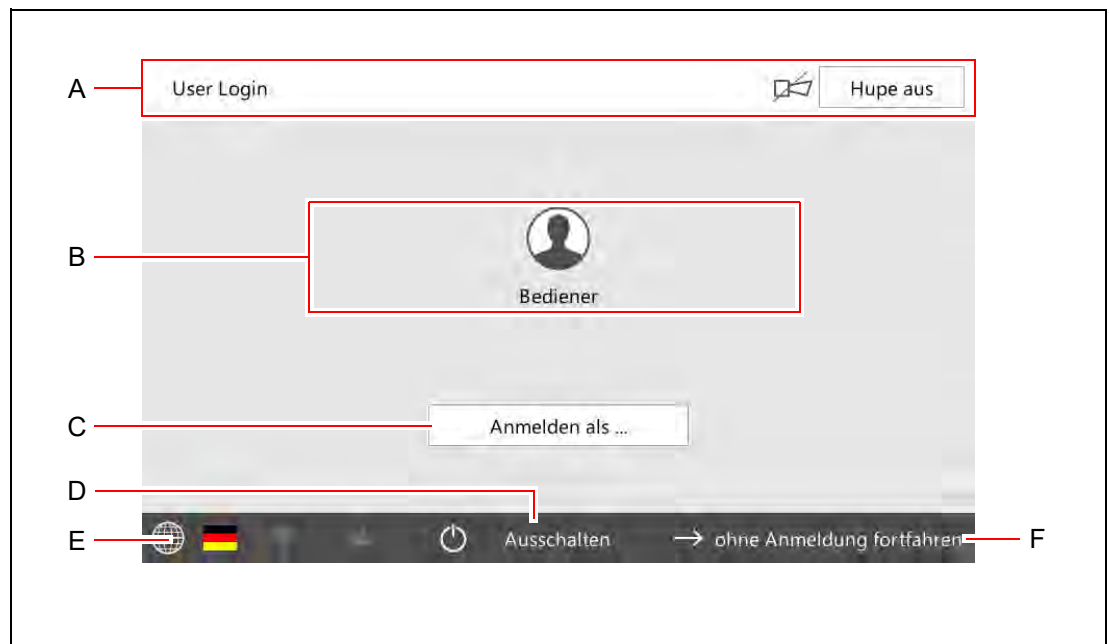 A
User Login
Hupe aus
B
Bediener
C
Anmelden als ...
D
E
Ausschalten
ohne Anmeldung fortfahren
F